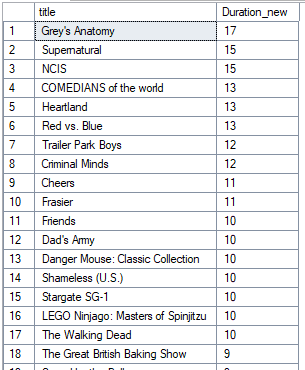 title Duration_new
1 Grey's Anatomy 17
2 Supernatural 15
3 NCIS 15
4 COMEDIANS of the world 13
5 Heartland 13
6 Red vs. Blue 13
7 Trailer Park Boys 12
8 Criminal Minds 12
9 Cheers 11
10 Frasier 11
11 Friends 10
12 Dad's Army 10
13 Danger Mouse: Classic Collection 10
14 Shameless (U.S.) 10
15 Stargate SG-1 10
16 LEGO Ninjago: Masters of Spinjitzu 10
17 The Walking Dead 10
18 The Great British Baking Show 9